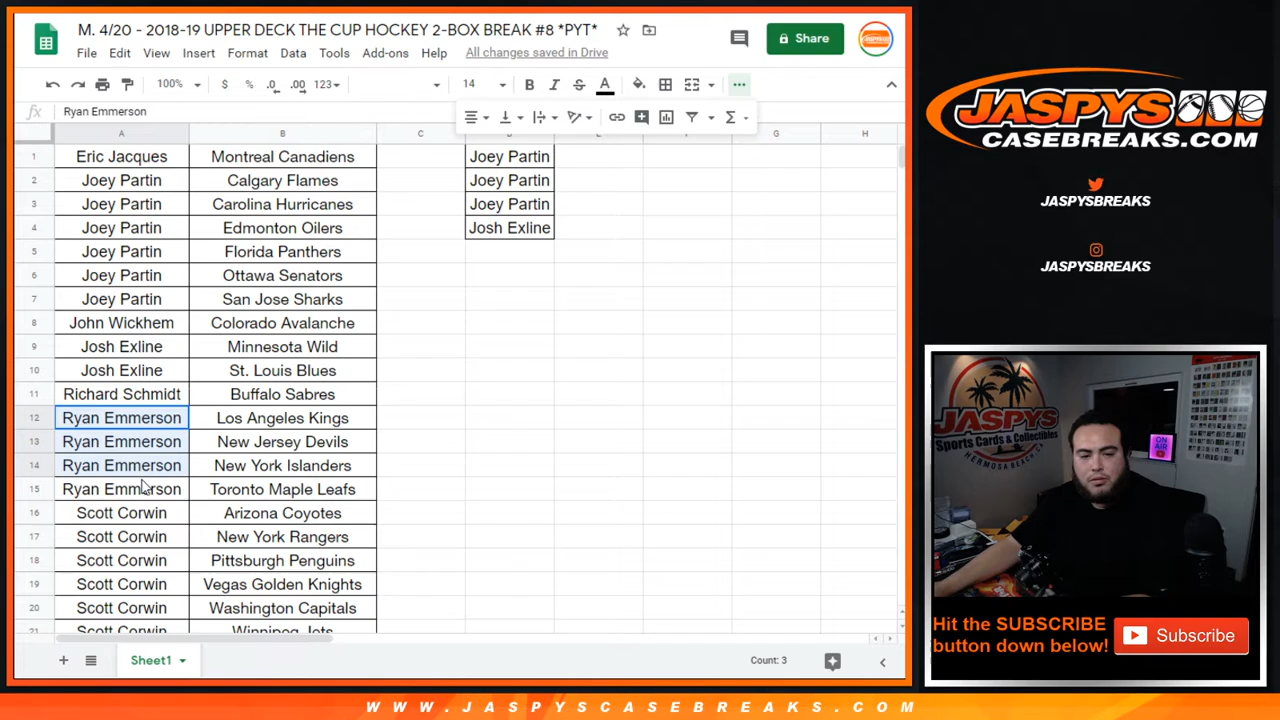 M. 4/20 - 2018-19 UPPER DECK THE CUP HOCKEY 2-BOX BREAK #8 *PYT*
File Edit View Insert Format Data Tools Add-ons Help All changes saved in Drive
Share
100% $ % .0 .00 123 14 B I S A
fx Ryan Emmerson
A B C D E F G H
1 Eric Jacques Montreal Canadiens Joey Partin
2 Joey Partin Calgary Flames Joey Partin
3 Joey Partin Carolina Hurricanes Joey Partin
4 Joey Partin Edmonton Oilers Josh Exline
5 Joey Partin Florida Panthers
6 Joey Partin Ottawa Senators
7 Joey Partin San Jose Sharks
8 John Wickhem Colorado Avalanche
9 Josh Exline Minnesota Wild
10 Josh Exline St. Louis Blues
11 Richard Schmidt Buffalo Sabres
12 Ryan Emmerson Los Angeles Kings
13 Ryan Emmerson New Jersey Devils
14 Ryan Emmerson New York Islanders
15 Ryan Emmerson Toronto Maple Leafs
16 Scott Corwin Arizona Coyotes
17 Scott Corwin New York Rangers
18 Scott Corwin Pittsburgh Penguins
19 Scott Corwin Vegas Golden Knights
20 Scott Corwin Washington Capitals
21 Scott Corwin Winnipeg Jets
Sheet1
Count: 3
JASPYS
CASEBREAKS.COM
JASPYSBREAKS
JASPYSBREAKS
JASPYS
Sports Cards & Collectibles
HERMOSA BEACH
ON AIR
Hit the SUBSCRIBE
button down below!
Subscribe
WWW.JASPYSCASEBREAKS.COM